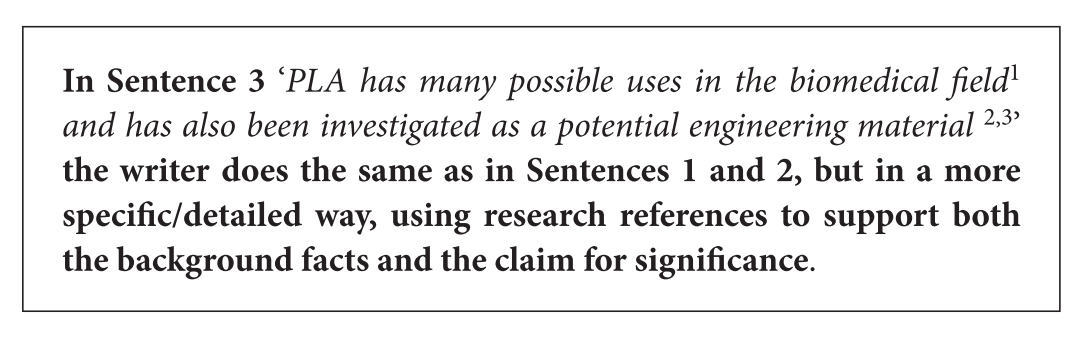 In Sentence 3 ‘PLA has many possible uses in the biomedical field¹
and has also been investigated as a potential engineering material ²,³’
the writer does the same as in Sentences 1 and 2, but in a more
specific/detailed way, using research references to support both
the background facts and the claim for significance.